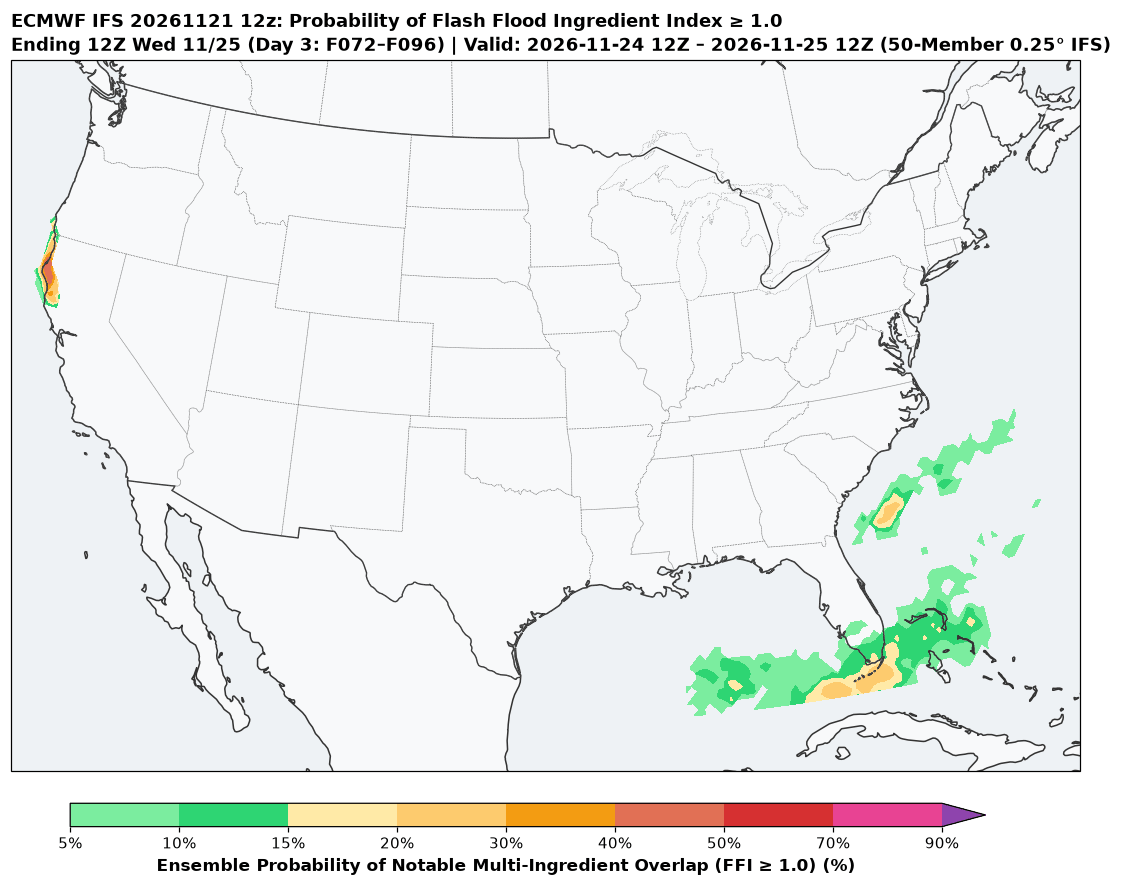 ECMWF IFS 20261121 12z: Probability of Flash Flood Ingredient Index ≥ 1.0
Ending 12Z Wed 11/25 (Day 3: F072–F096) | Valid: 2026-11-24 12Z – 2026-11-25 12Z (50-Member 0.25° IFS)
5% 10% 15% 20% 30% 40% 50% 70% 90%
Ensemble Probability of Notable Multi-Ingredient Overlap (FFI ≥ 1.0) (%)